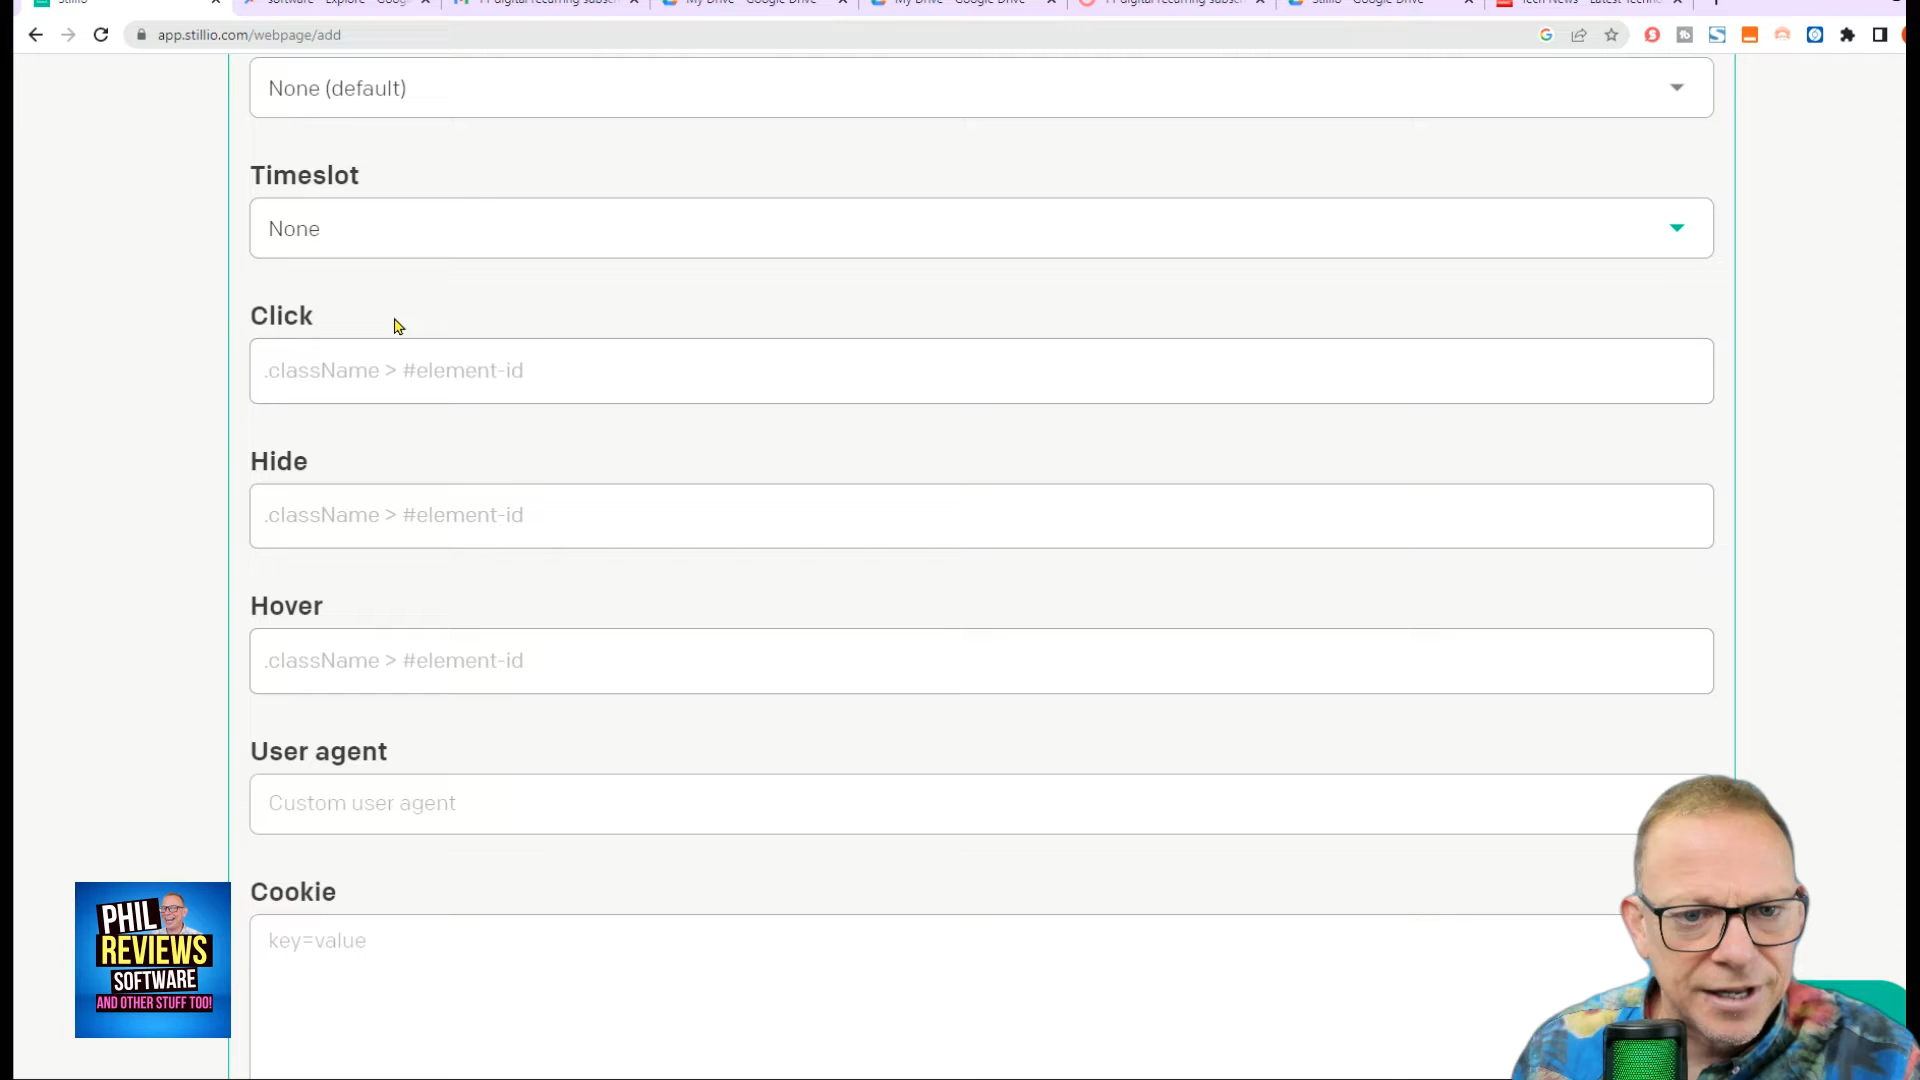 app.stillio.com/webpage/add
None (default)
Timeslot
None
Click
.className > #element-id
Hide
.className > #element-id
Hover
.className > #element-id
User agent
Custom user agent
Cookie
key=value
PHIL
REVIEWS
SOFTWARE
AND OTHER STUFF TOO!